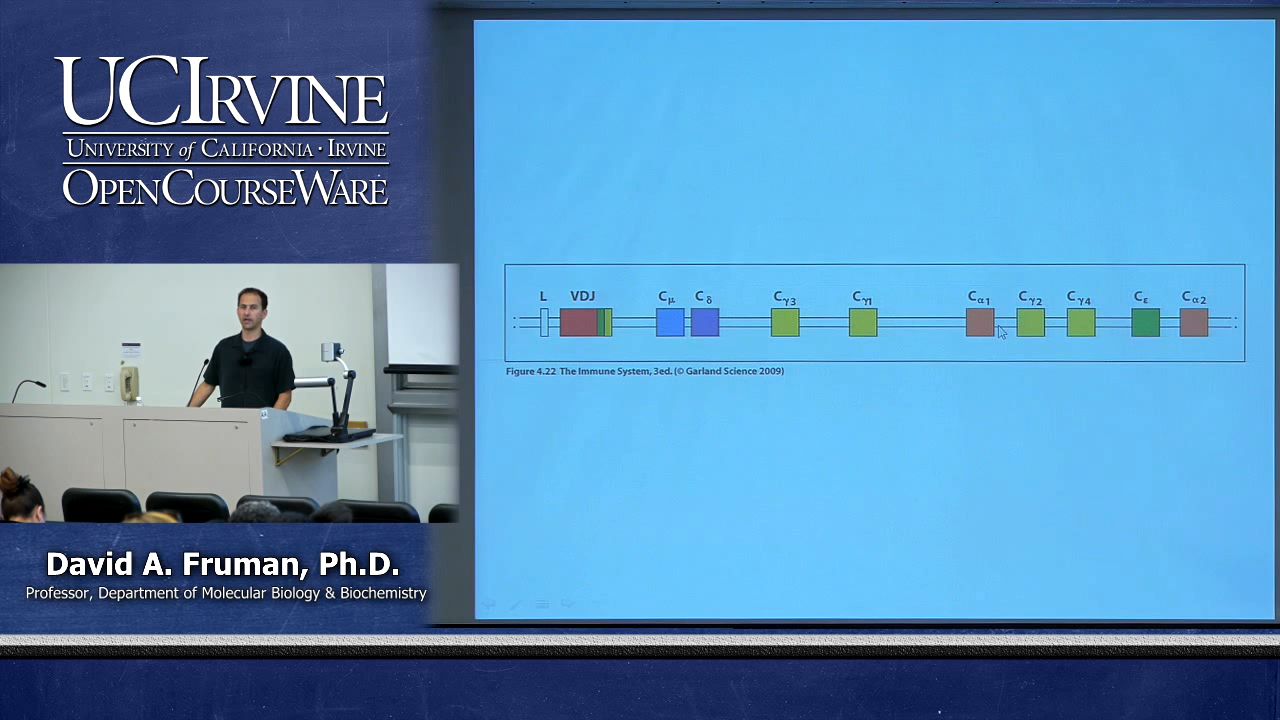 UCIRVINE
UNIVERSITY of CALIFORNIA · IRVINE
OPENCOURSEWARE
L VDJ Cμ Cδ Cγ3 Cγ1 Cα1 Cγ2 Cγ4 Cε Cα2
Figure 4.22 The Immune System, 3ed. (© Garland Science 2009)
David A. Fruman, Ph.D.
Professor, Department of Molecular Biology & Biochemistry